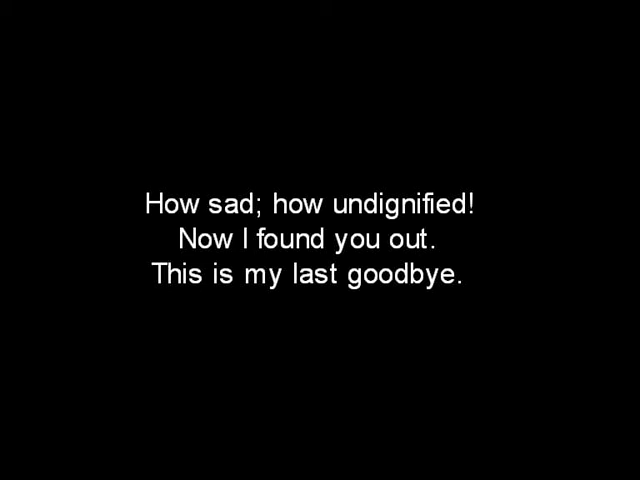 How sad; how undignified!
Now I found you out.
This is my last goodbye.